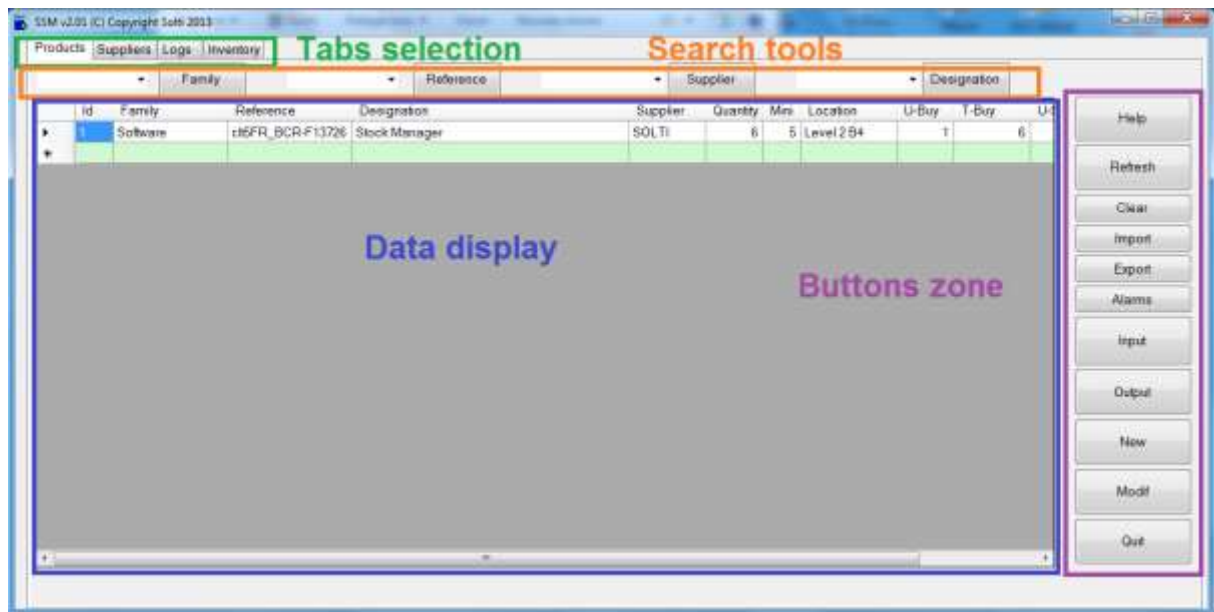 SSM v2.01 (C) Copyright Solti 2013
Products Suppliers Logs Inventory Tabs selection Search tools
Family Reference Supplier Designation
Id Family Reference Designation Supplier Quantity Mini Location U-Buy T-Buy
1 Software Stock Manager SOLTI 6 5 Level 2 B4 1 6
Data display
Buttons zone
Help
Refresh
Clear
Import
Export
Alarms
Input
Output
New
Modif
Quit